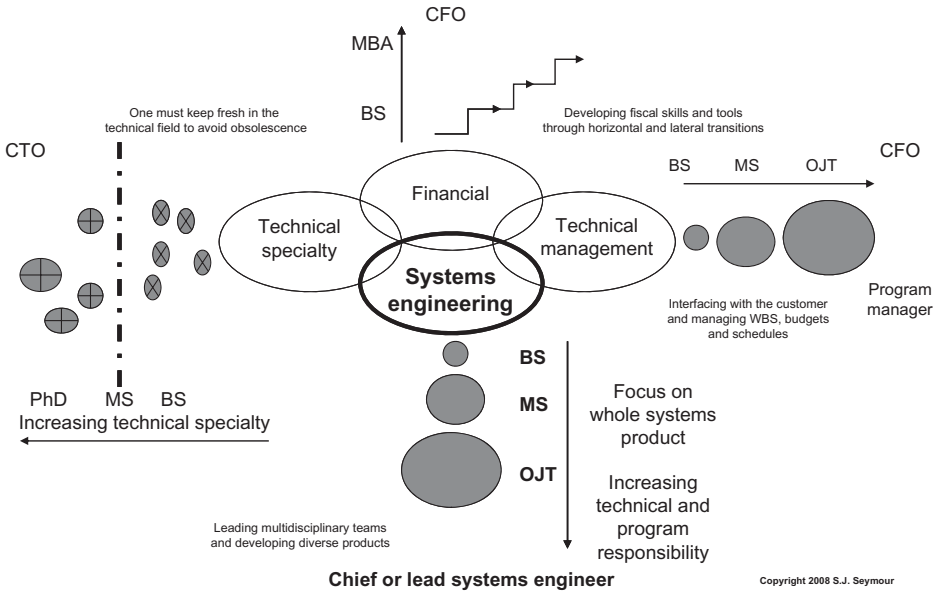 CFO
MBA
BS
One must keep fresh in the
technical field to avoid obsolescence
Developing fiscal skills and tools
through horizontal and lateral transitions
CTO
CFO
BS
MS
OJT
Financial
Technical
specialty
Technical
management
Systems
engineering
Program
manager
Interfacing with the customer
and managing WBS, budgets
and schedules
PhD
MS
BS
Increasing technical specialty
BS
MS
OJT
Focus on
whole systems
product
Increasing
technical and
program
responsibility
Leading multidisciplinary teams
and developing diverse products
Chief or lead systems engineer
Copyright 2008 S.J. Seymour